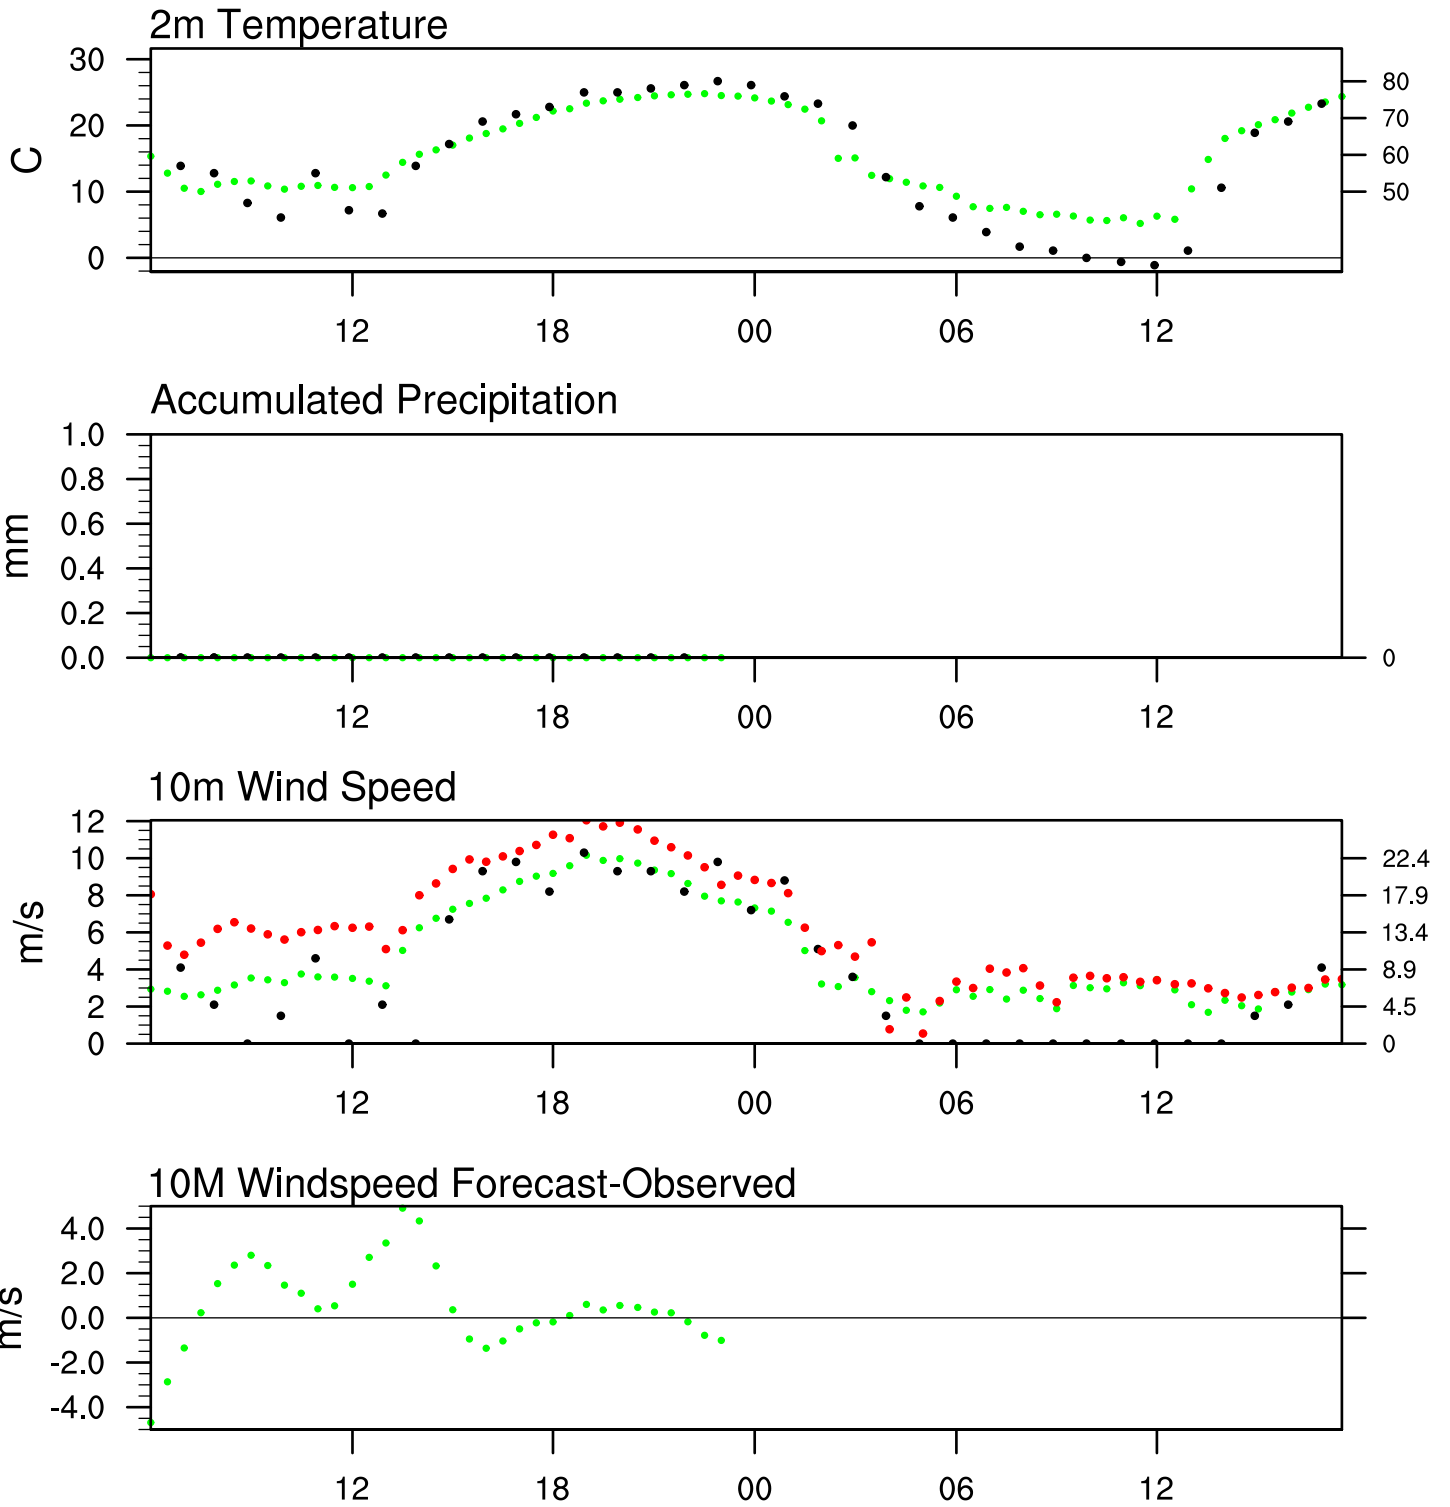 2m Temperature
30
20
10
0
C
80
70
60
50
12 18 00 06 12
Accumulated Precipitation
1.0
0.8
0.6
0.4
0.2
0.0
mm
0
12 18 00 06 12
10m Wind Speed
12
10
8
6
4
2
0
m/s
22.4
17.9
13.4
8.9
4.5
0
12 18 00 06 12
10M Windspeed Forecast-Observed
4.0
2.0
0.0
-2.0
-4.0
m/s
12 18 00 06 12